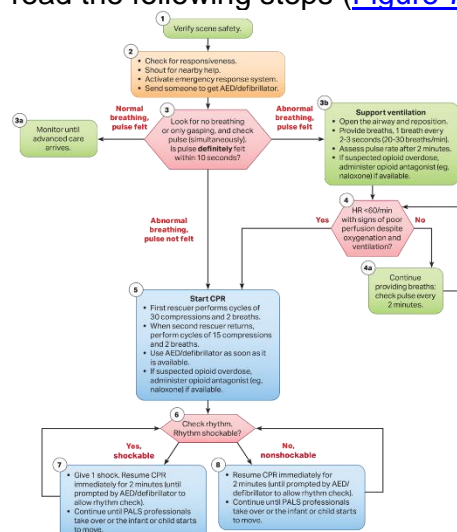 read the following steps (Figure 7
1
Verify scene safety.
2
• Check for responsiveness.
• Shout for nearby help.
• Activate emergency response system.
• Send someone to get AED/defibrillator.
3
Look for no breathing
or only gasping, and check
pulse (simultaneously).
Is pulse definitely felt
within 10 seconds?
Normal
breathing,
pulse felt
3a
Monitor until
advanced care
arrives.
Abnormal
breathing,
pulse felt
3b
Support ventilation
• Open the airway and reposition.
• Provide breaths, 1 breath every
2-3 seconds (20-30 breaths/min).
• Assess pulse rate after 2 minutes.
• If suspected opioid overdose,
administer opioid antagonist (eg,
naloxone) if available.
4
HR <60/min
with signs of poor
perfusion despite
oxygenation and
ventilation?
Yes
No
4a
Continue
providing breaths;
check pulse every
2 minutes.
Abnormal
breathing,
pulse not felt
5
Start CPR
• First rescuer performs cycles of
30 compressions and 2 breaths.
• When second rescuer returns,
perform cycles of 15 compressions
and 2 breaths.
• Use AED/defibrillator as soon as it
is available.
• If suspected opioid overdose,
administer opioid antagonist (eg,
naloxone) if available.
6
Check rhythm.
Rhythm shockable?
Yes,
shockable
No,
nonshockable
7
• Give 1 shock. Resume CPR
immediately for 2 minutes (until
prompted by AED/defibrillator to
allow rhythm check).
• Continue until PALS professionals
take over or the infant or child starts
to move.
8
• Resume CPR immediately for
2 minutes (until prompted by AED/
defibrillator to allow rhythm check).
• Continue until PALS professionals
take over or the infant or child starts
to move.